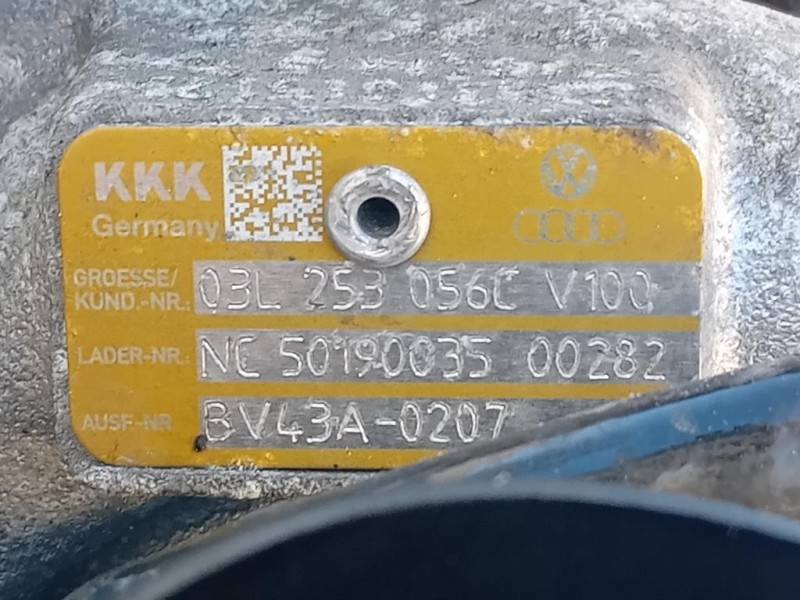 KKK
Germany
GROESSE/
KUND.-NR.: 03L 253 056C V100
LADER-NR.: NC 50190035 00282
AUSF-NR BV43A-0207